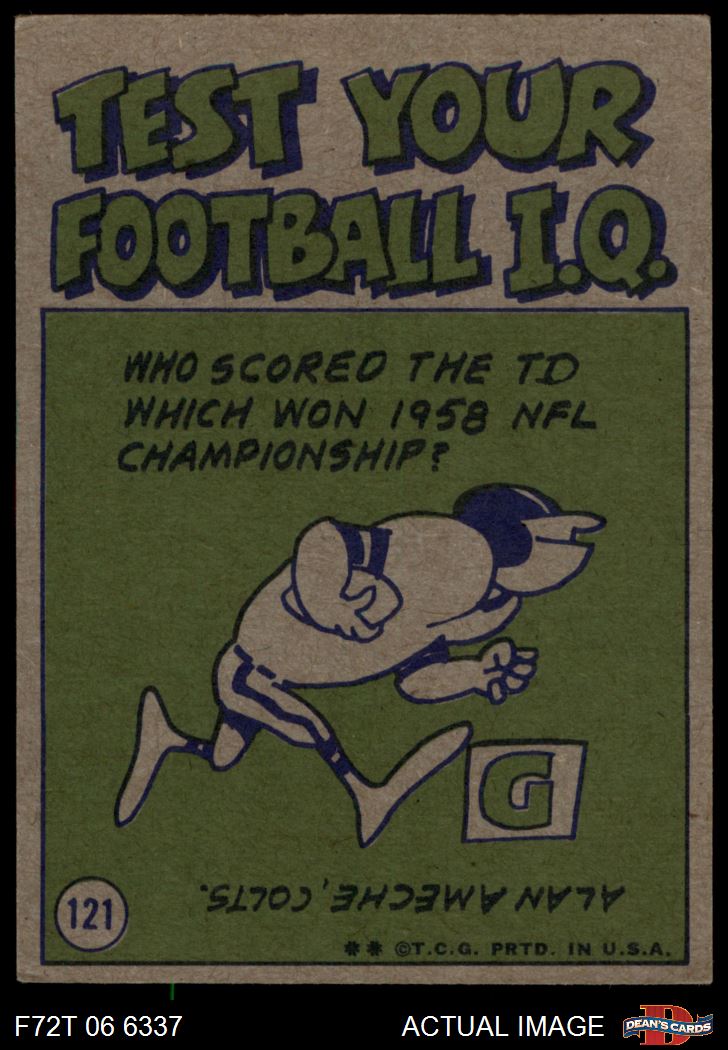 TEST YOUR
FOOTBALL I.Q.
WHO SCORED THE TD
WHICH WON 1958 NFL
CHAMPIONSHIP?
G
ALAN AMECHE, COLTS.
121
** ©T.C.G. PRTD. IN U.S.A.
F72T 06 6337
ACTUAL IMAGE
D
DEAN'S CARDS